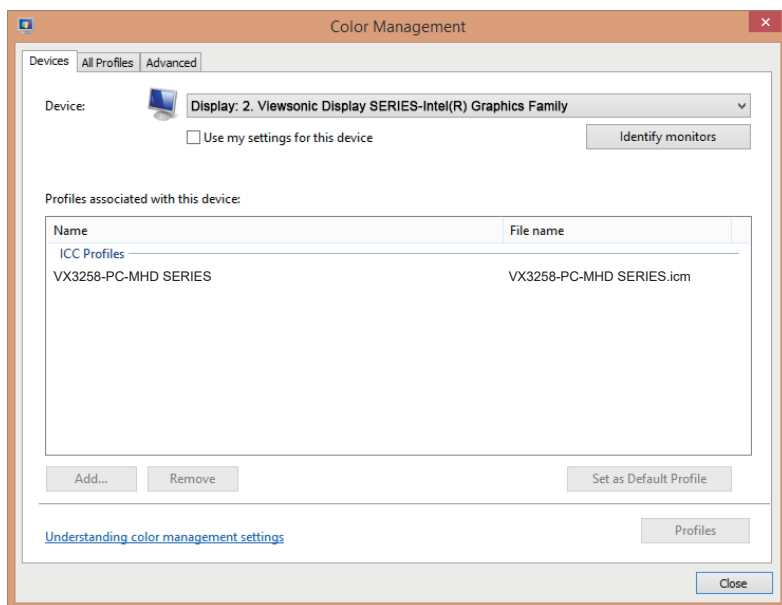 Color Management
Devices All Profiles Advanced
Device: Display: 2. Viewsonic Display SERIES-Intel(R) Graphics Family
Use my settings for this device Identify monitors
Profiles associated with this device:
Name File name
ICC Profiles
VX3258-PC-MHD SERIES VX3258-PC-MHD SERIES.icm
Add... Remove Set as Default Profile
Understanding color management settings Profiles
Close